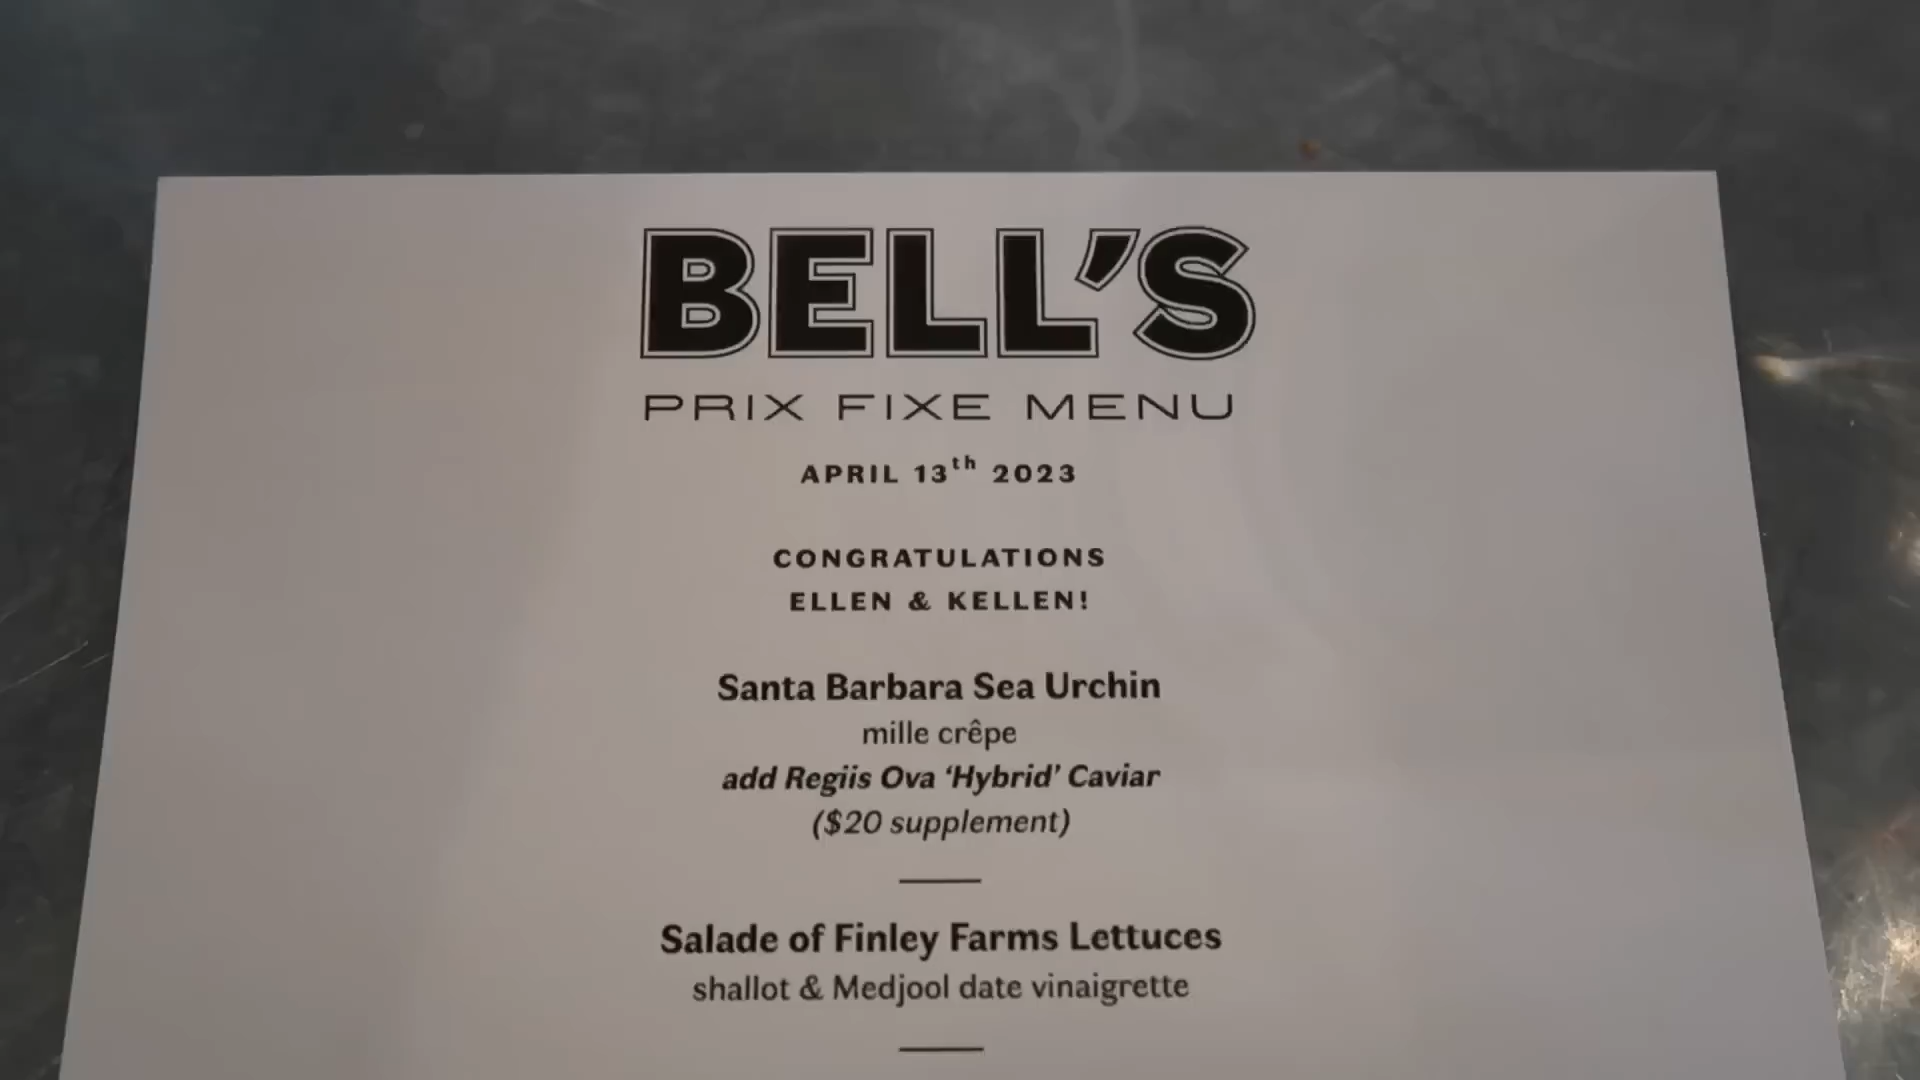 BELL'S
PRIX FIXE MENU
APRIL 13th 2023
CONGRATULATIONS
ELLEN & KELLEN!
Santa Barbara Sea Urchin
mille crêpe
add Regiis Ova ‘Hybrid’ Caviar
($20 supplement)
Salade of Finley Farms Lettuces
shallot & Medjool date vinaigrette